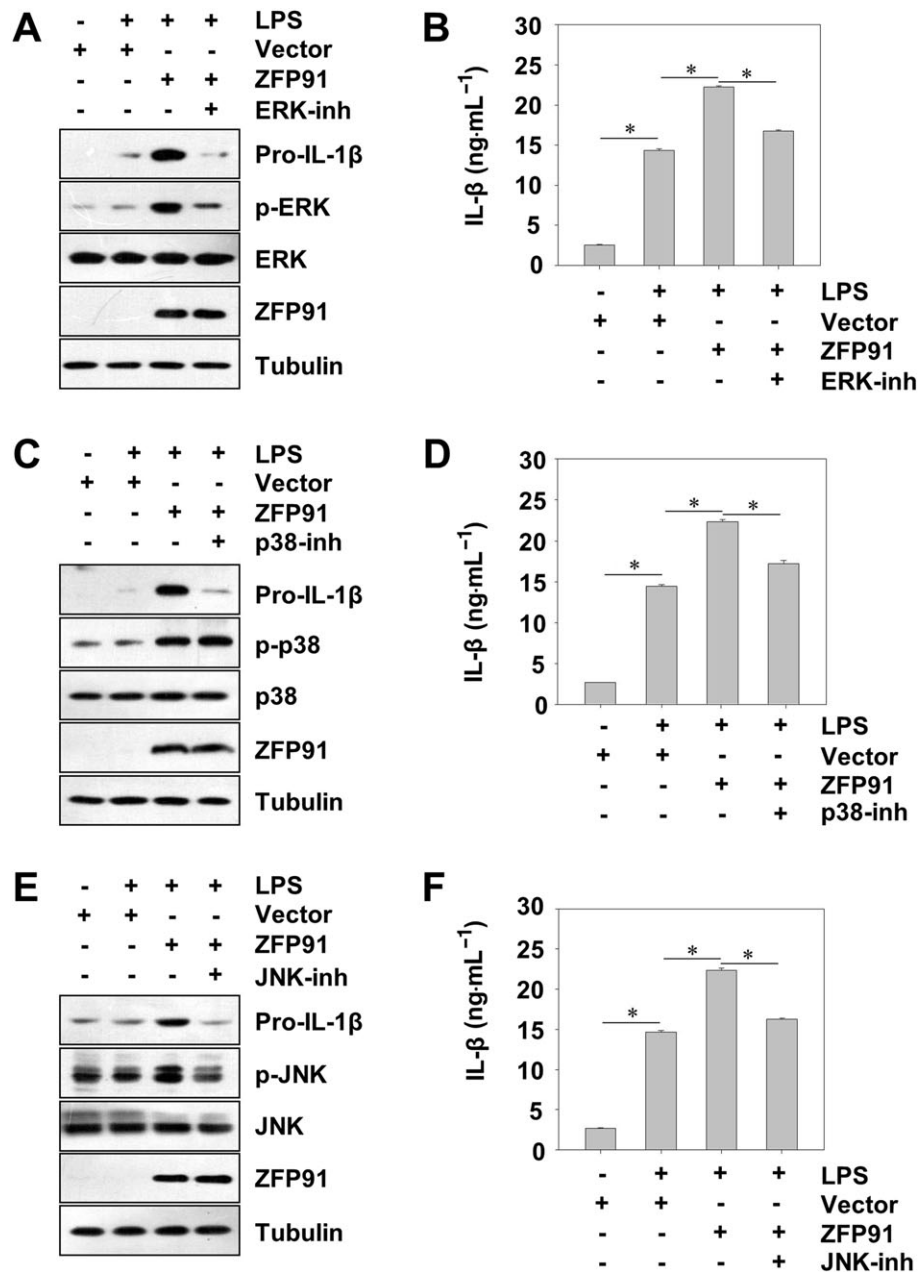 A
- + + + LPS
+ + - - Vector
- - + + ZFP91
- - - + ERK-inh
Pro-IL-1β
p-ERK
ERK
ZFP91
Tubulin
B
IL-β (ng·mL⁻¹)
30
25
20
15
10
5
0
*
*
*
- + + + LPS
+ + - - Vector
- - + + ZFP91
- - - + ERK-inh
C
- + + + LPS
+ + - - Vector
- - + + ZFP91
- - - + p38-inh
Pro-IL-1β
p-p38
p38
ZFP91
Tubulin
D
IL-β (ng·mL⁻¹)
30
25
20
15
10
5
0
*
*
*
- + + + LPS
+ + - - Vector
- - + + ZFP91
- - - + p38-inh
E
- + + + LPS
+ + - - Vector
- - + + ZFP91
- - - + JNK-inh
Pro-IL-1β
p-JNK
JNK
ZFP91
Tubulin
F
IL-β (ng·mL⁻¹)
30
25
20
15
10
5
0
*
*
*
- + + + LPS
+ + - - Vector
- - + + ZFP91
- - - + JNK-inh